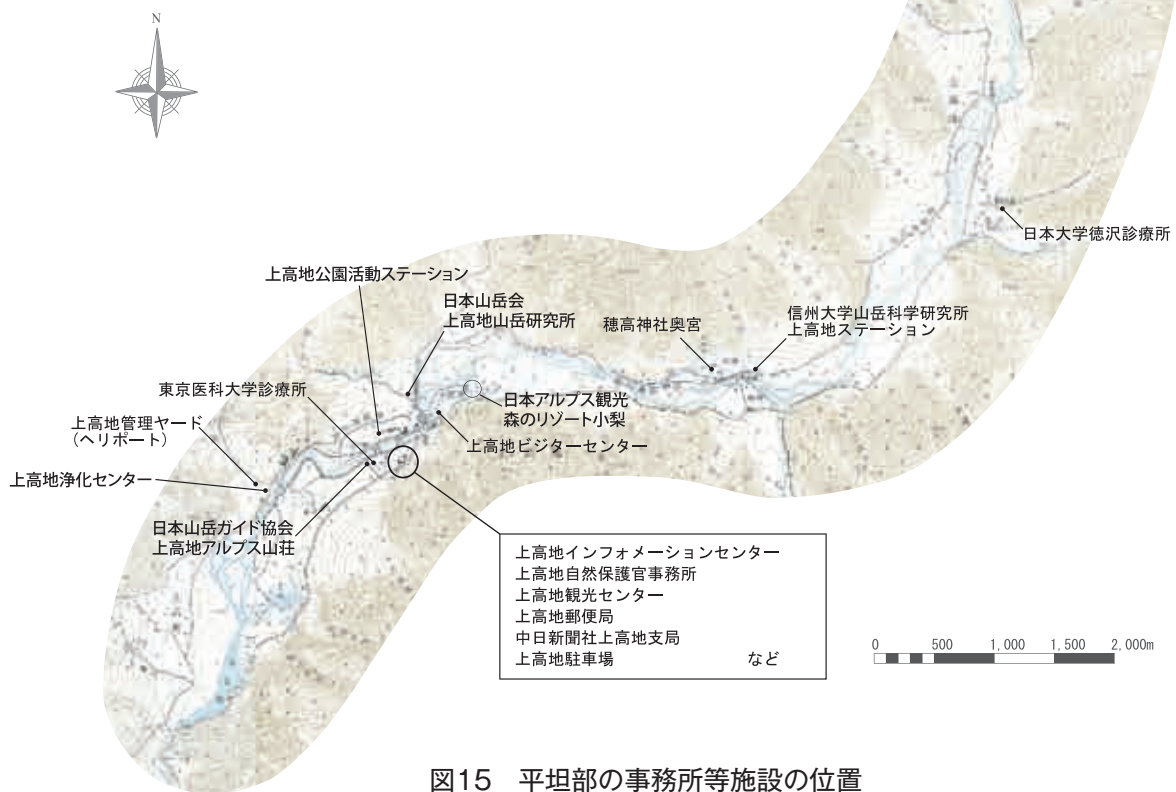 N
日本大学徳沢診療所
上高地公園活動ステーション
日本山岳会
上高地山岳研究所
穂高神社奥宮
信州大学山岳科学研究所
上高地ステーション
東京医科大学診療所
日本アルプス観光
森のリゾート小梨
上高地管理ヤード
（ヘリポート）
上高地ビジターセンター
上高地浄化センター
日本山岳ガイド協会
上高地アルプス山荘
上高地インフォメーションセンター
上高地自然保護官事務所
上高地観光センター
上高地郵便局
中日新聞社上高地支局
上高地駐車場 など
0 500 1,000 1,500 2,000m
図15 平坦部の事務所等施設の位置